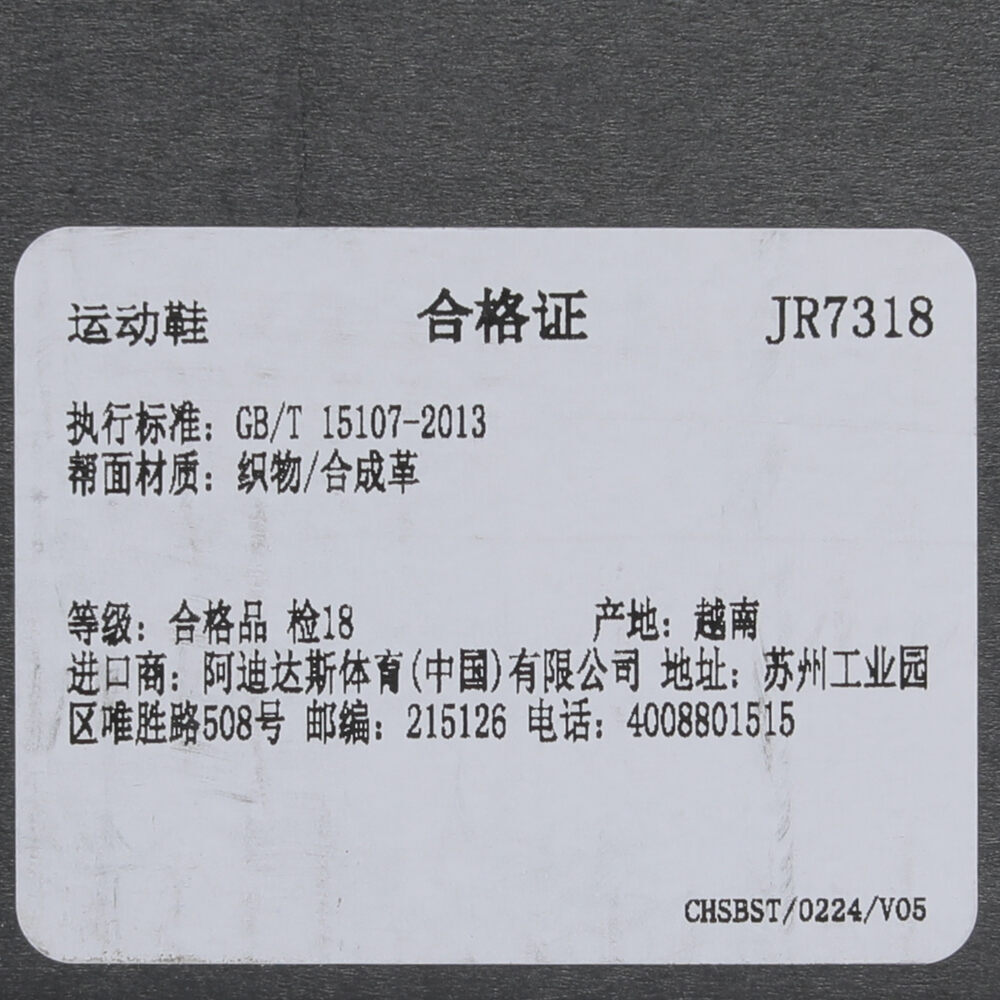 运动鞋 合格证 JR7318
执行标准: GB/T 15107-2013
帮面材质: 织物/合成革
等级: 合格品 检18 产地: 越南
进口商: 阿迪达斯体育(中国)有限公司 地址: 苏州工业园
区唯胜路508号 邮编: 215126 电话: 4008801515
CHSBST/0224/V05